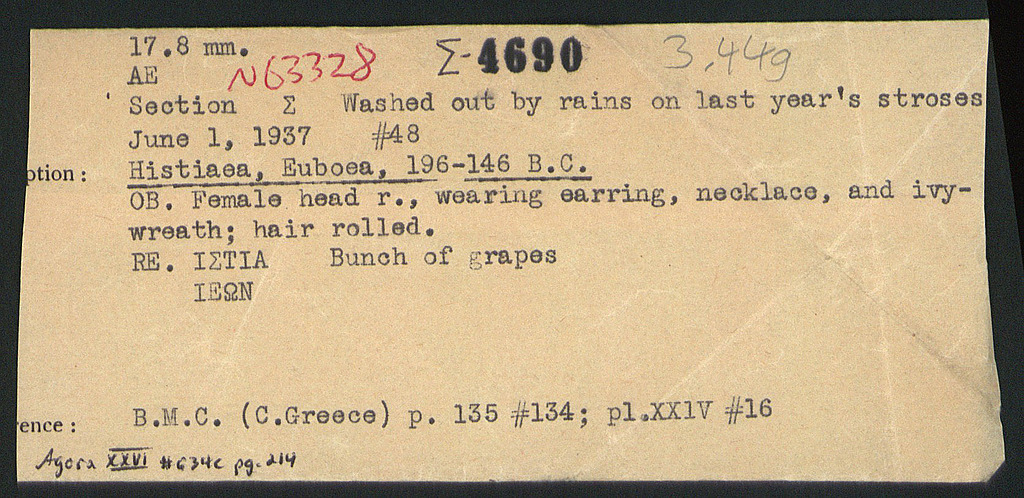 17.8 mm. Σ-4690 3.44g
AE N63328
Section Σ Washed out by rains on last year's stroses
June 1, 1937 #48
ption: Histiaea, Euboea, 196-146 B.C.
OB. Female head r., wearing earring, necklace, and ivy-
wreath; hair rolled.
RE. ΙΣΤΙΑ Bunch of grapes
ΙΕΩΝ
ence: B.M.C. (C.Greece) p. 135 #134; pl.XXlV #16
Agora XXVI #634c pg. 214